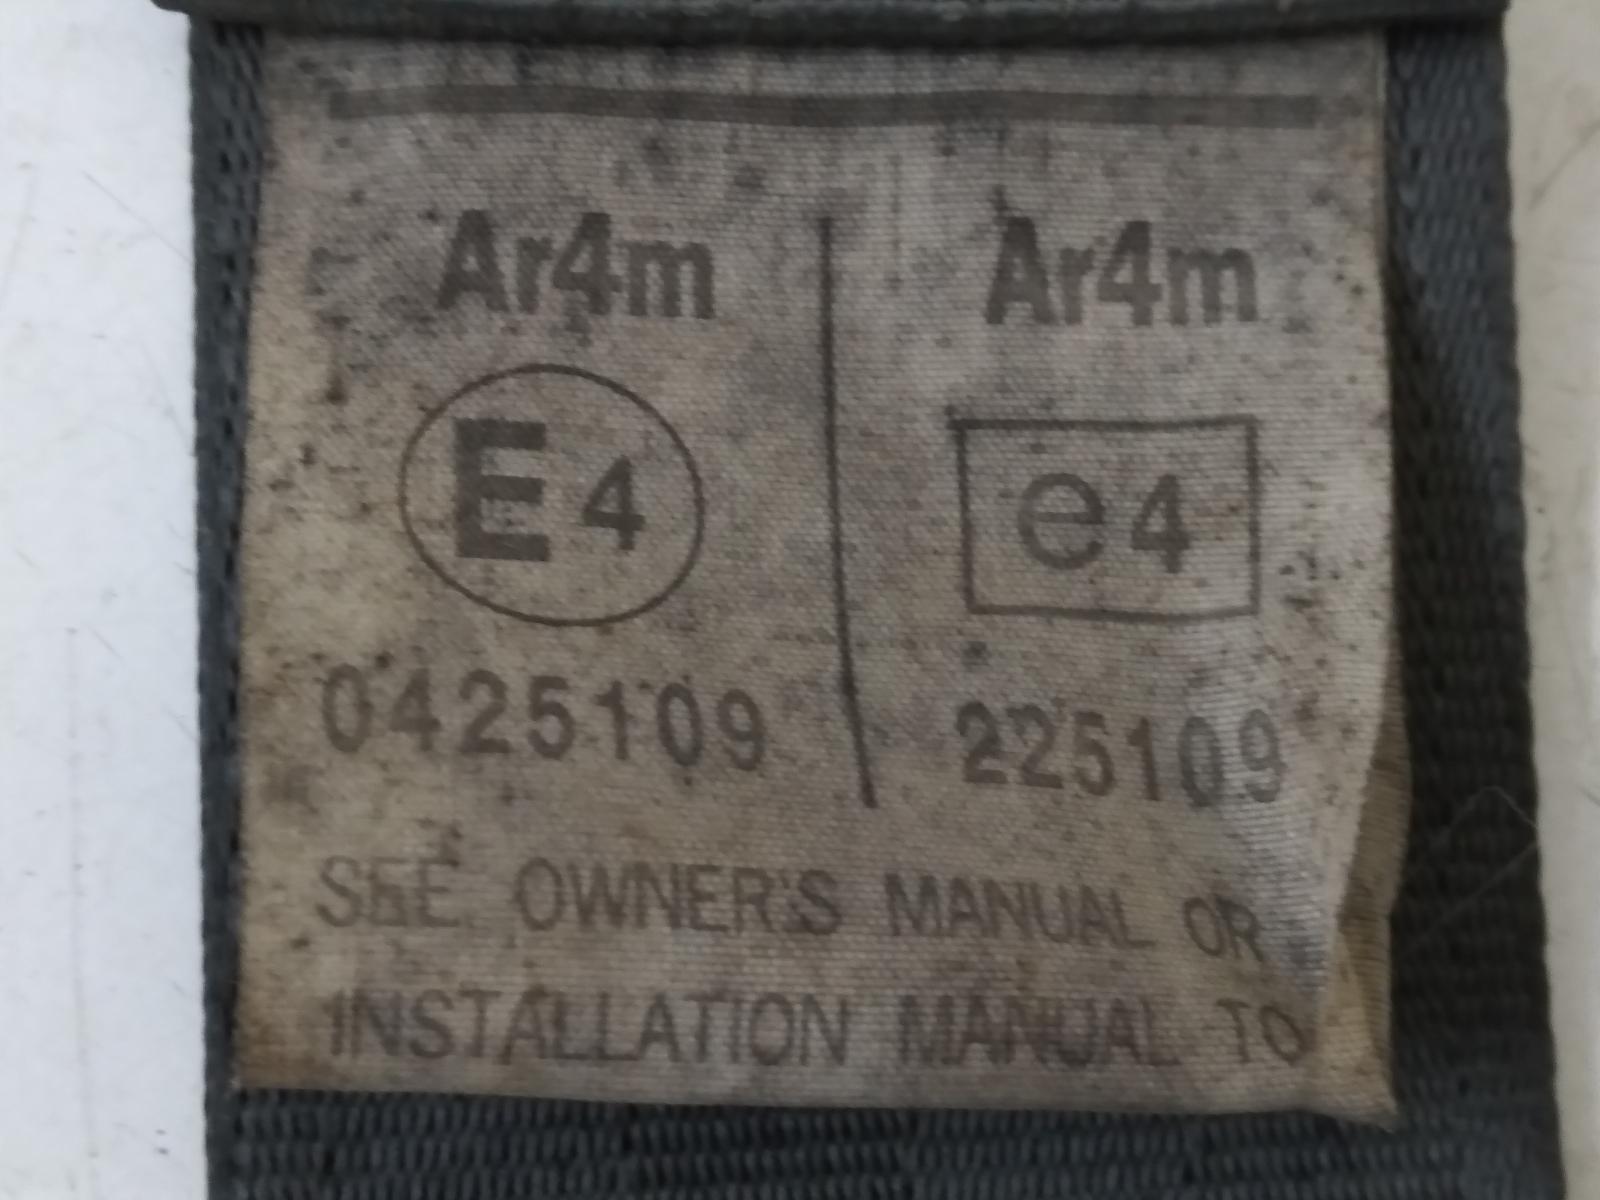 Ar4m Ar4m
E4 e4
0425109 225109
SEE OWNER'S MANUAL OR
INSTALLATION MANUAL TO